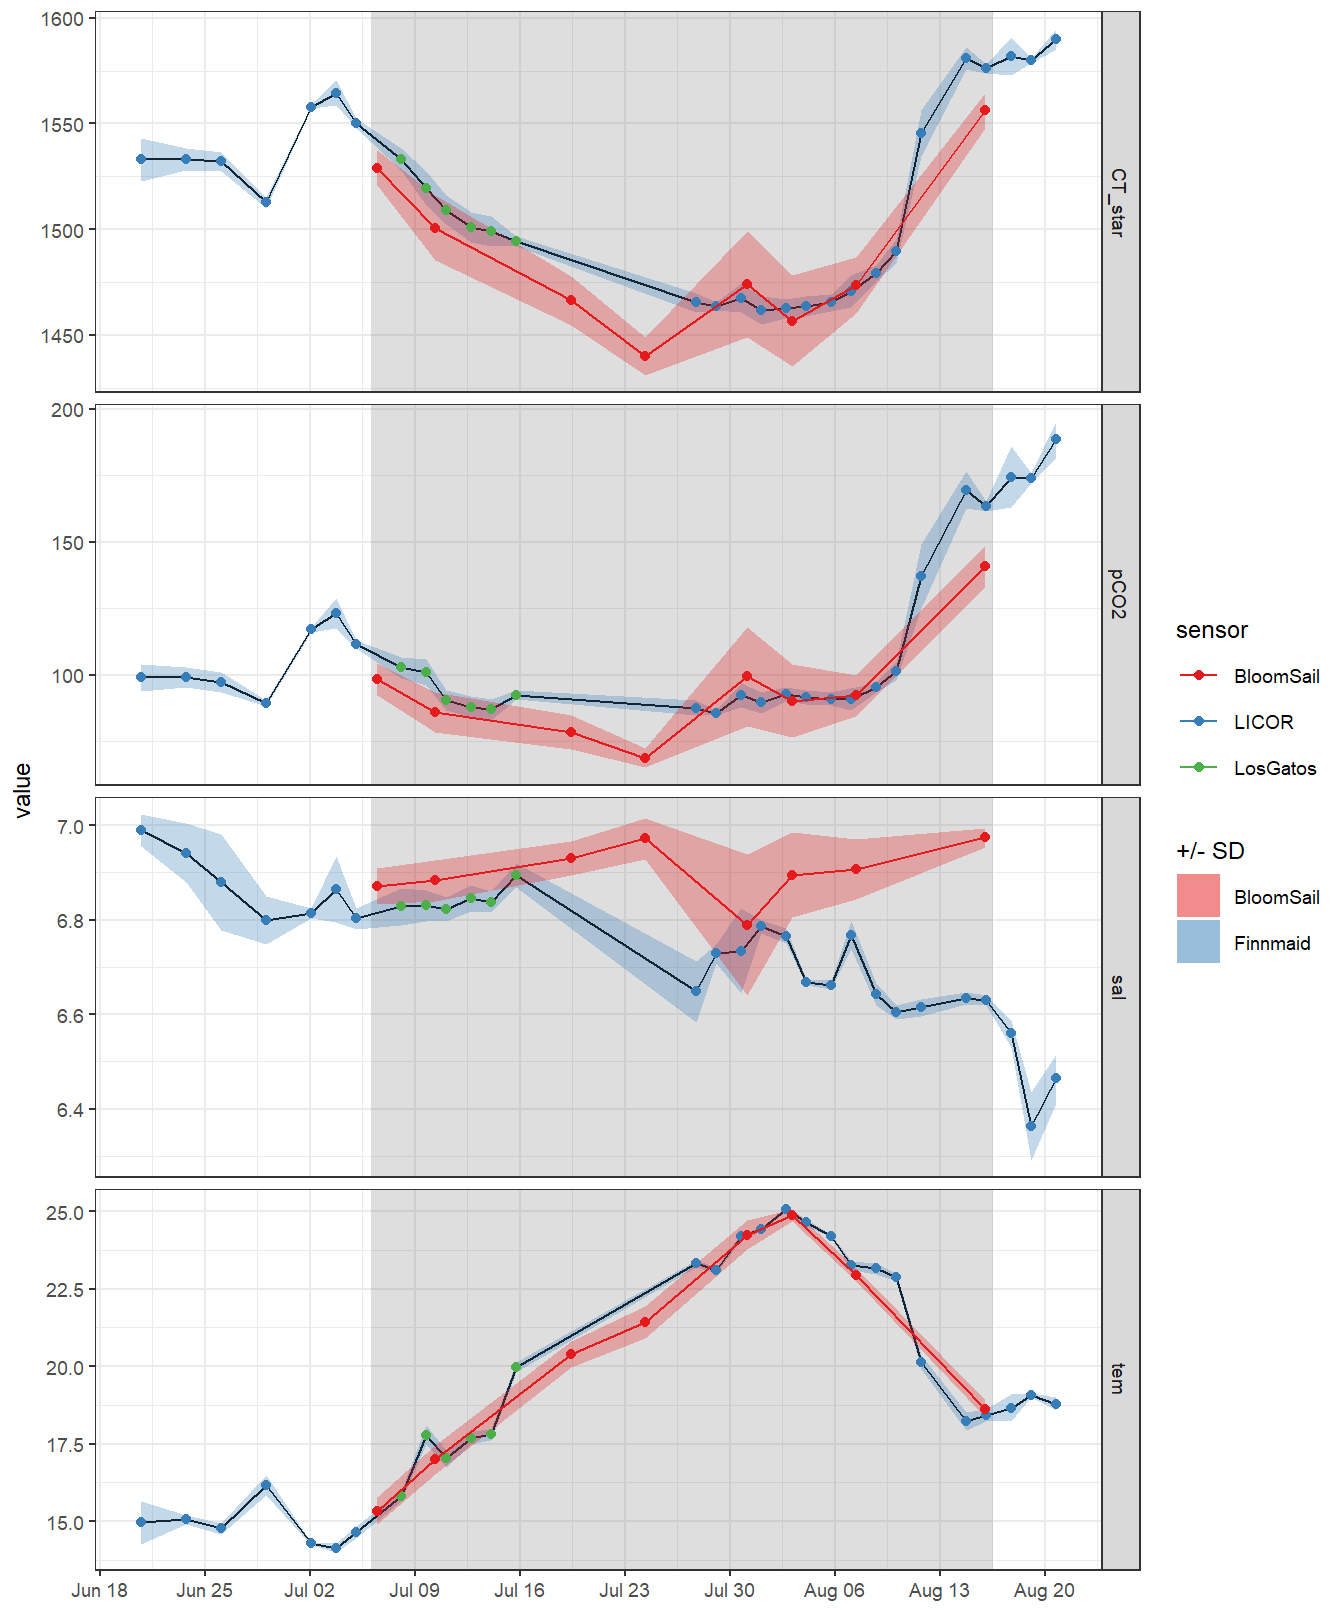 1600
1550
1500
1450
CT_star
200
150
100
pCO2
7.0
6.8
6.6
6.4
sal
25.0
22.5
20.0
17.5
15.0
tem
Jun 18 Jun 25 Jul 02 Jul 09 Jul 16 Jul 23 Jul 30 Aug 06 Aug 13 Aug 20
value
sensor
BloomSail
LICOR
LosGatos
+/- SD
BloomSail
Finnmaid